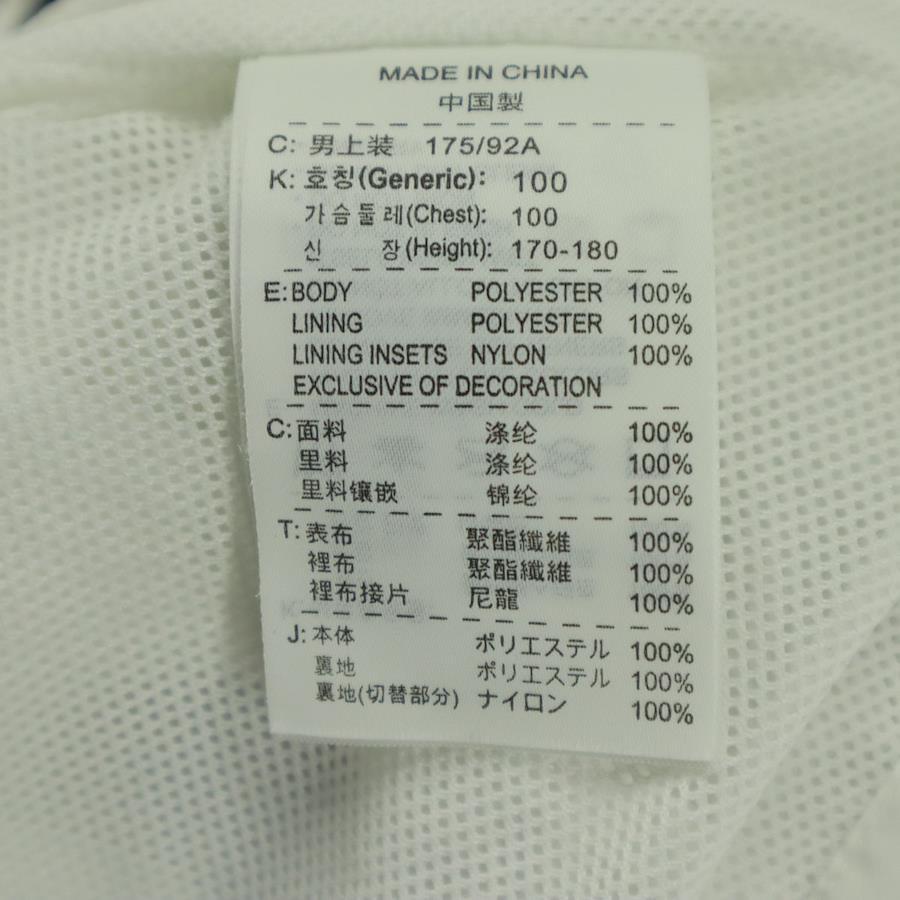 MADE IN CHINA
中国製
C: 男上装 175/92A
K: 호칭(Generic): 100
가슴둘레(Chest): 100
신 장(Height): 170-180
E: BODY POLYESTER 100%
LINING POLYESTER 100%
LINING INSETS NYLON 100%
EXCLUSIVE OF DECORATION
C: 面料 涤纶 100%
里料 涤纶 100%
里料镶嵌 锦纶 100%
T: 表布 聚酯纖維 100%
裡布 聚酯纖維 100%
裡布接片 尼龍 100%
J: 本体 ポリエステル 100%
裏地 ポリエステル 100%
裏地(切替部分) ナイロン 100%